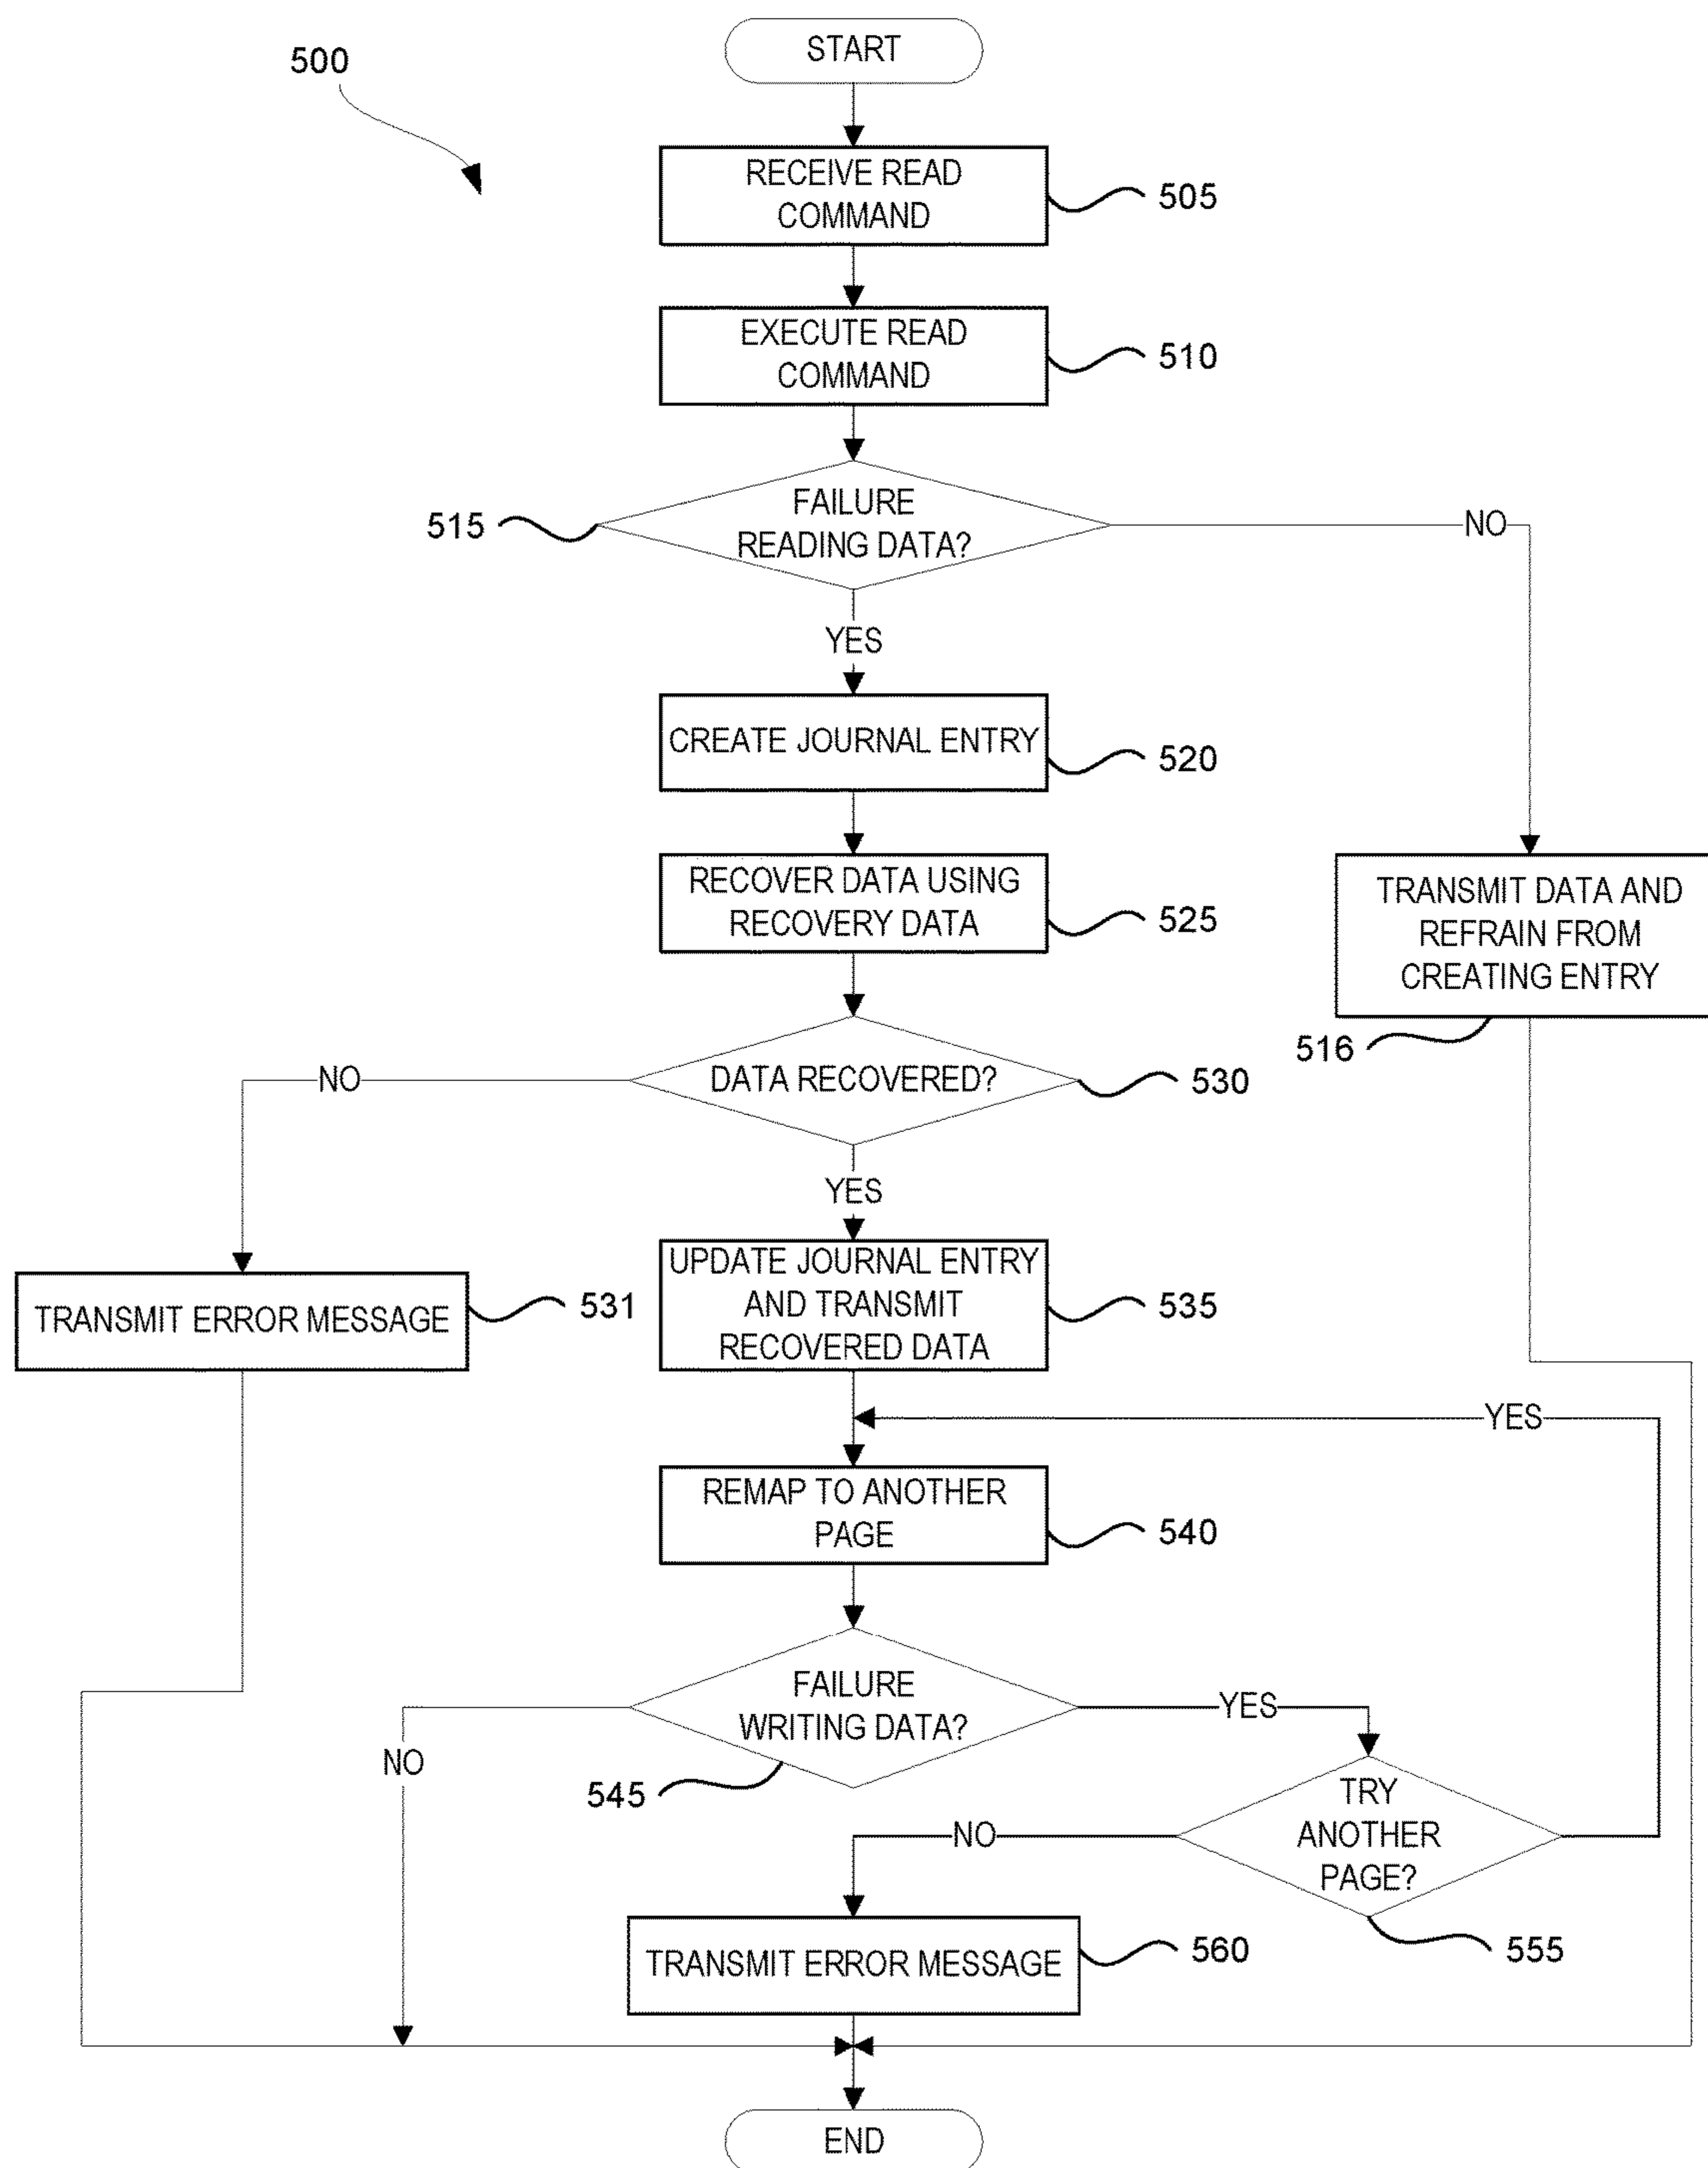 500
START
RECEIVE READ
COMMAND
505
EXECUTE READ
COMMAND
510
FAILURE
READING DATA?
515
NO
YES
CREATE JOURNAL ENTRY
520
RECOVER DATA USING
RECOVERY DATA
525
TRANSMIT DATA AND
REFRAIN FROM
CREATING ENTRY
516
NO
DATA RECOVERED?
530
YES
TRANSMIT ERROR MESSAGE
531
UPDATE JOURNAL ENTRY
AND TRANSMIT
RECOVERED DATA
535
YES
REMAP TO ANOTHER
PAGE
540
FAILURE
WRITING DATA?
545
YES
NO
TRY
ANOTHER
PAGE?
555
NO
TRANSMIT ERROR MESSAGE
560
END